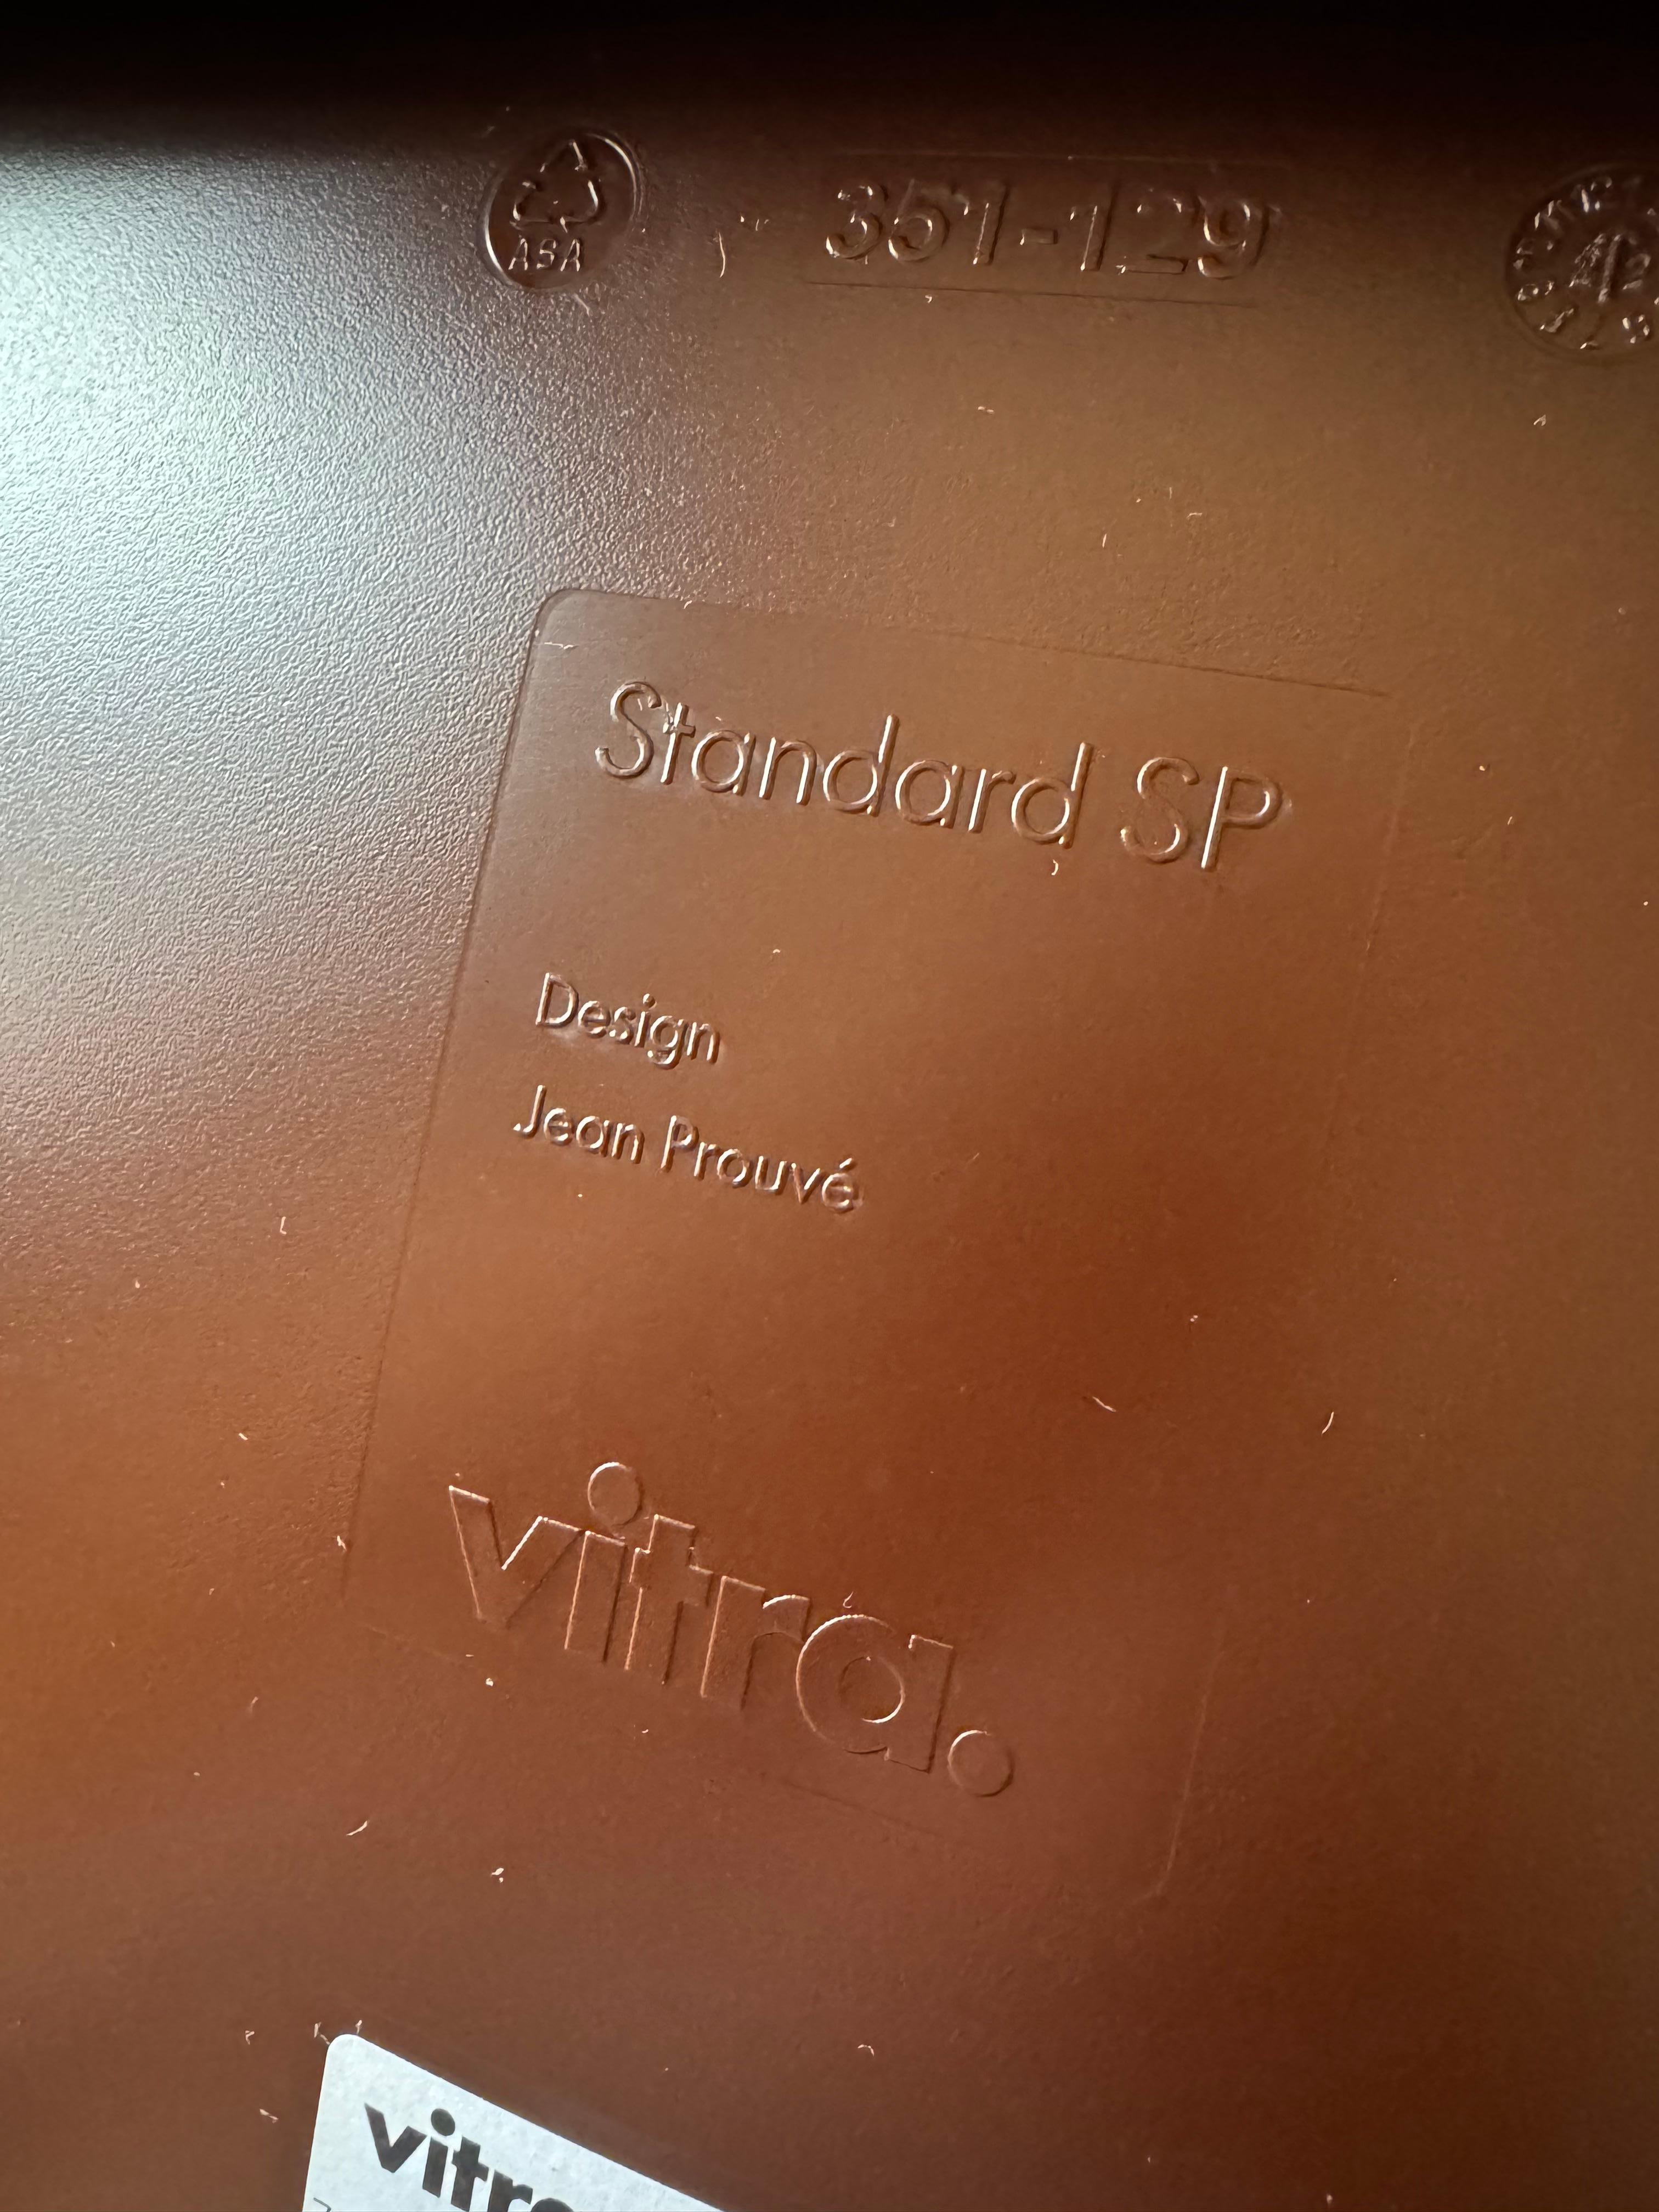 ASA
351-129
Standard SP
Design
Jean Prouvé
vitra.